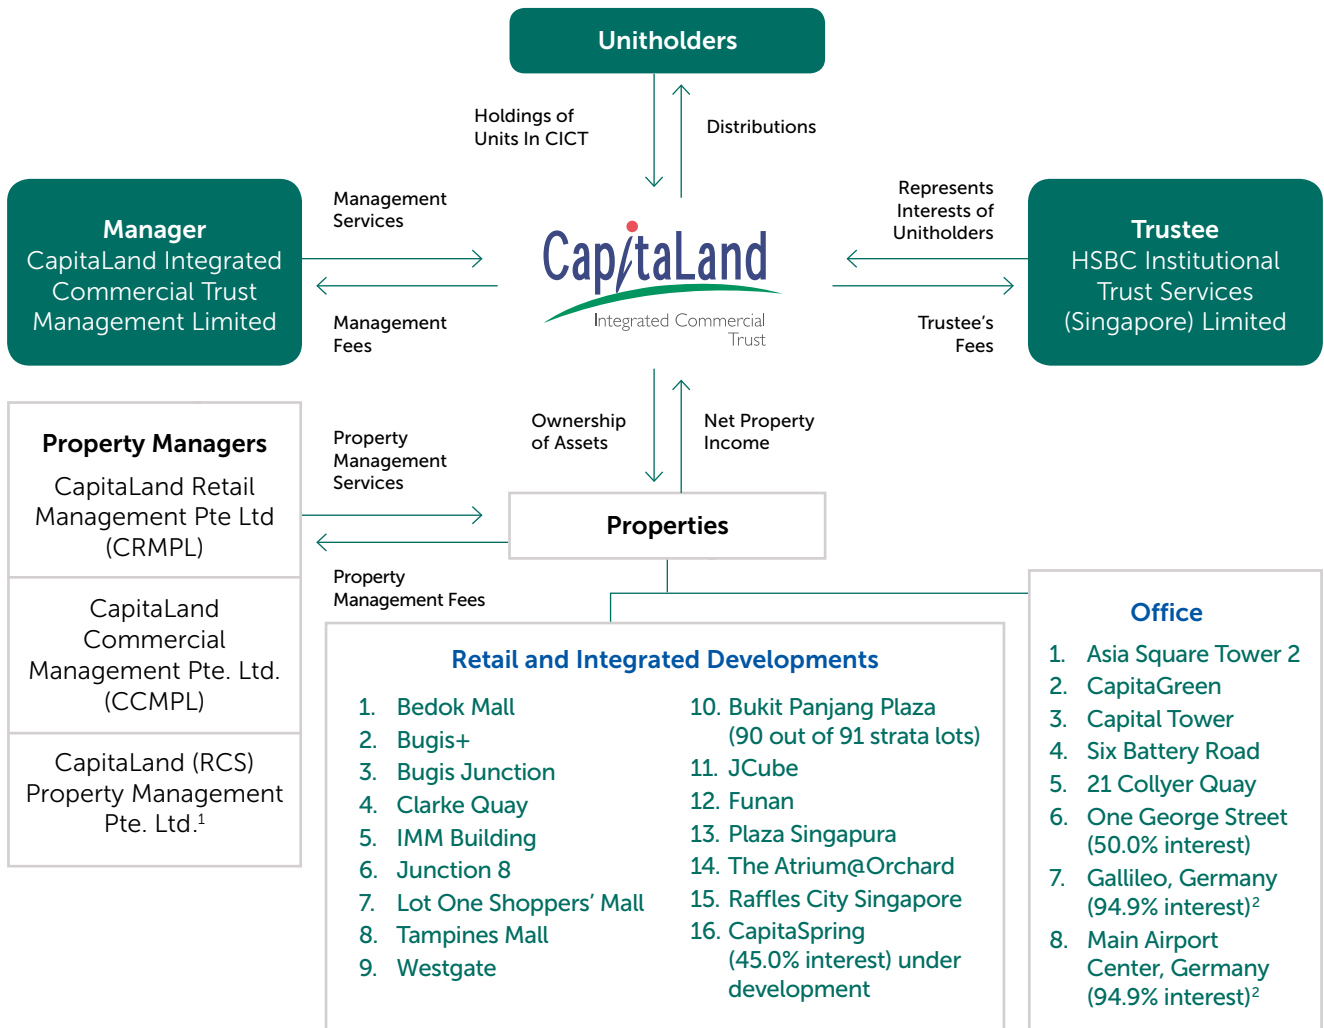 Unitholders
Holdings of
Units In CICT
Distributions
Manager
CapitaLand Integrated
Commercial Trust
Management Limited
Management
Services
Management
Fees
CapitaLand
Integrated Commercial
Trust
Represents
Interests of
Unitholders
Trustee's
Fees
Trustee
HSBC Institutional
Trust Services
(Singapore) Limited
Ownership
of Assets
Net Property
Income
Property Managers
CapitaLand Retail
Management Pte Ltd
(CRMPL)
CapitaLand
Commercial
Management Pte. Ltd.
(CCMPL)
CapitaLand (RCS)
Property Management
Pte. Ltd.¹
Property
Management
Services
Property
Management Fees
Properties
Retail and Integrated Developments
1. Bedok Mall
2. Bugis+
3. Bugis Junction
4. Clarke Quay
5. IMM Building
6. Junction 8
7. Lot One Shoppers' Mall
8. Tampines Mall
9. Westgate
10. Bukit Panjang Plaza
(90 out of 91 strata lots)
11. JCube
12. Funan
13. Plaza Singapura
14. The Atrium@Orchard
15. Raffles City Singapore
16. CapitaSpring
(45.0% interest) under
development
Office
1. Asia Square Tower 2
2. CapitaGreen
3. Capital Tower
4. Six Battery Road
5. 21 Collyer Quay
6. One George Street
(50.0% interest)
7. Gallileo, Germany
(94.9% interest)²
8. Main Airport
Center, Germany
(94.9% interest)²